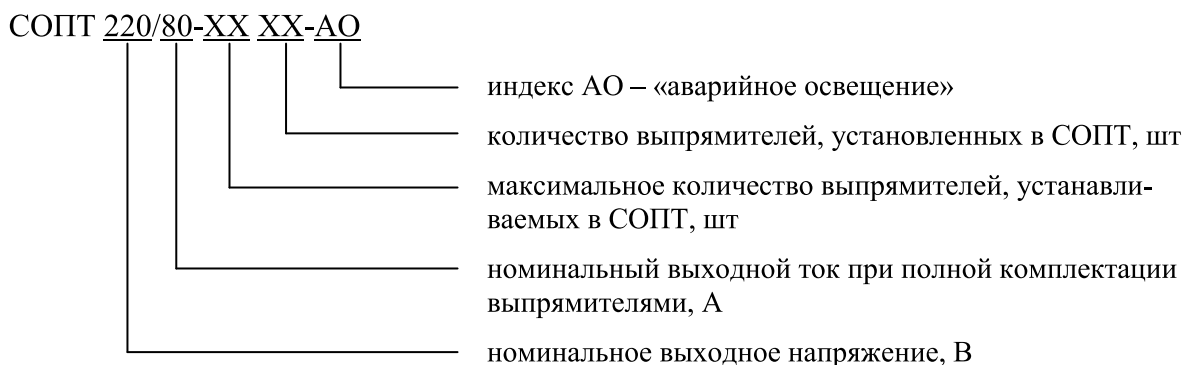 СОПТ 220/80-XX XX-АО
индекс АО – «аварийное освещение»
количество выпрямителей, установленных в СОПТ, шт
максимальное количество выпрямителей, устанавли-
ваемых в СОПТ, шт
номинальный выходной ток при полной комплектации
выпрямителями, А
номинальное выходное напряжение, В